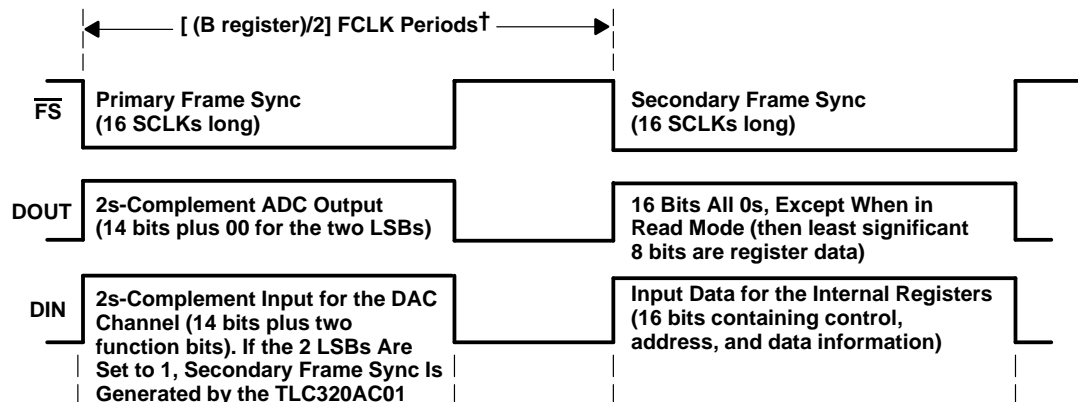 [ (B register)/2] FCLK Periods†
FS
Primary Frame Sync
(16 SCLKs long)
Secondary Frame Sync
(16 SCLKs long)
DOUT
2s-Complement ADC Output
(14 bits plus 00 for the two LSBs)
16 Bits All 0s, Except When in
Read Mode (then least significant
8 bits are register data)
DIN
2s-Complement Input for the DAC
Channel (14 bits plus two
function bits). If the 2 LSBs Are
Set to 1, Secondary Frame Sync Is
Generated by the TLC320AC01
Input Data for the Internal Registers
(16 bits containing control,
address, and data information)